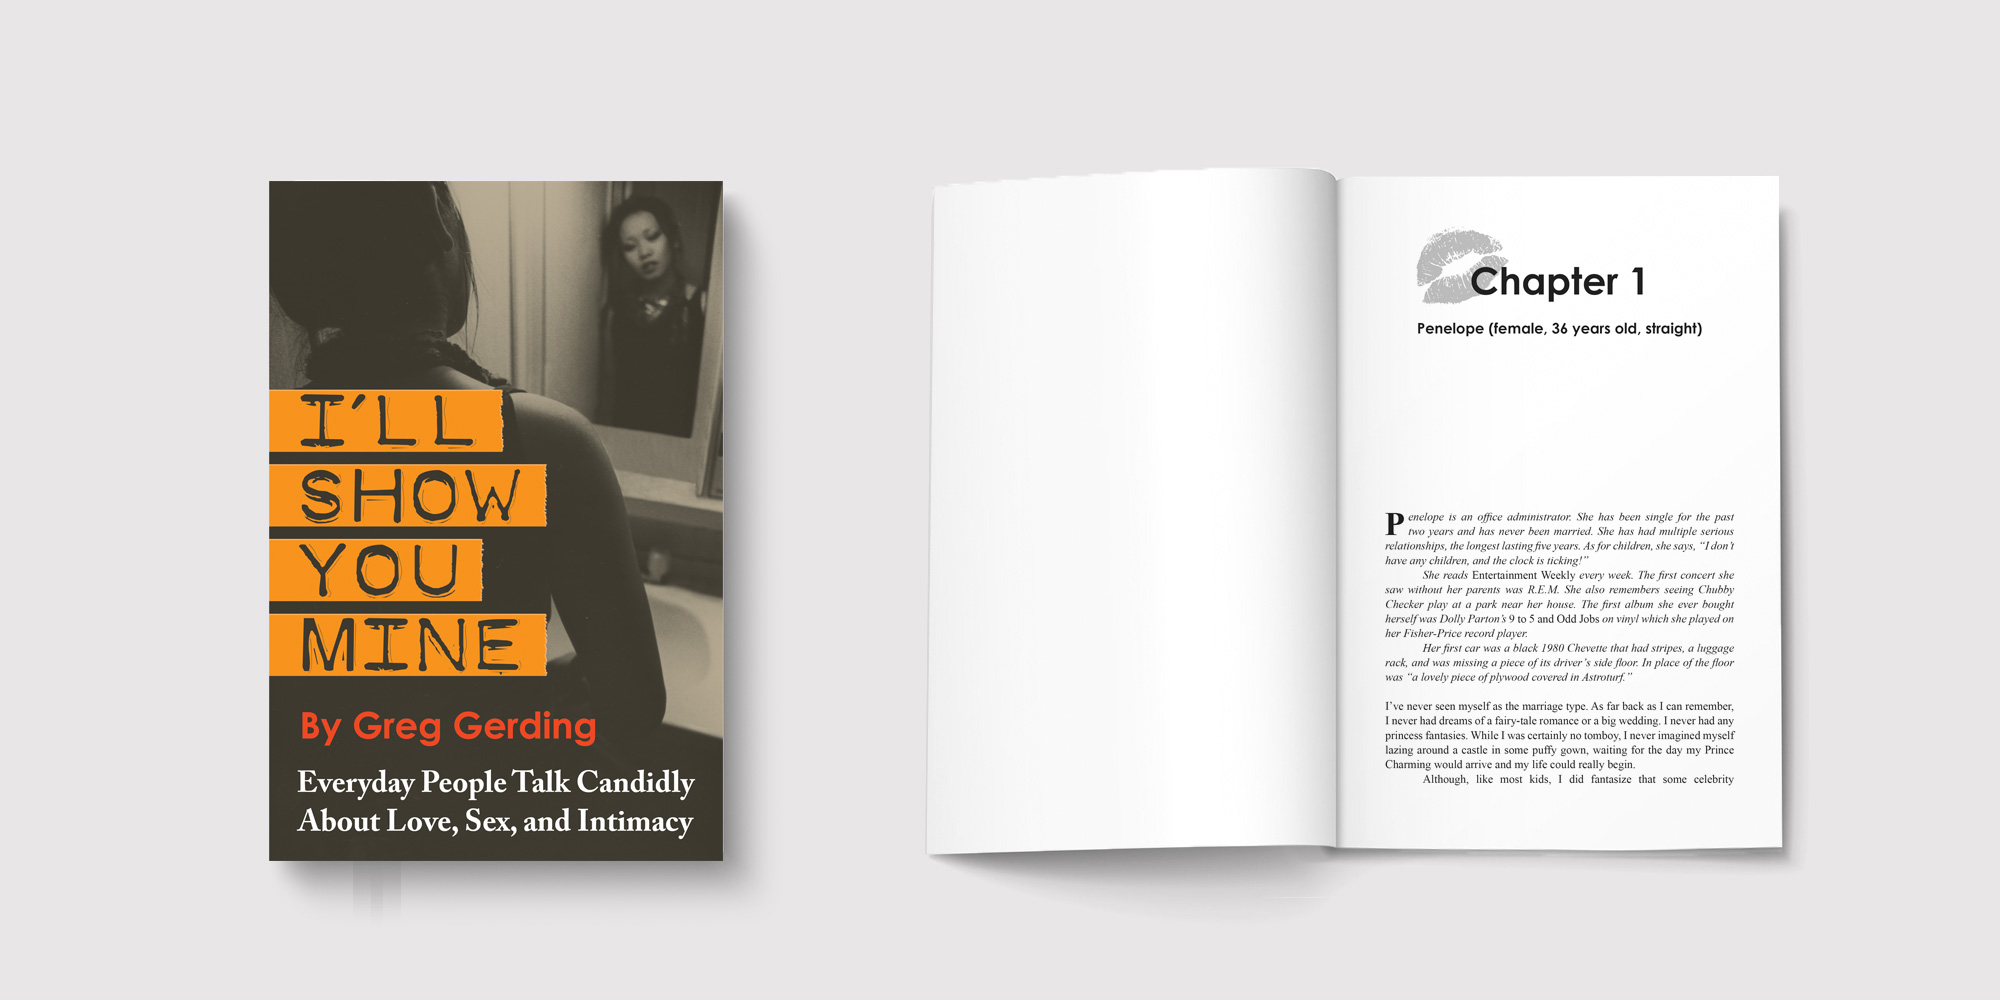 I'LL
SHOW
YOU
MINE
By Greg Gerding
Everyday People Talk Candidly
About Love, Sex, and Intimacy
Chapter 1
Penelope (female, 36 years old, straight)
Penelope is an office administrator. She has been single for the past
two years and has never been married. She has had multiple serious
relationships, the longest lasting five years. As for children, she says, “I don’t
have any children, and the clock is ticking!”
She reads Entertainment Weekly every week. The first concert she
saw without her parents was R.E.M. She also remembers seeing Chubby
Checker play at a park near her house. The first album she ever bought
herself was Dolly Parton’s 9 to 5 and Odd Jobs on vinyl which she played on
her Fisher-Price record player.
Her first car was a black 1980 Chevette that had stripes, a luggage
rack, and was missing a piece of its driver’s side floor. In place of the floor
was “a lovely piece of plywood covered in Astroturf.”
I’ve never seen myself as the marriage type. As far back as I can remember,
I never had dreams of a fairy-tale romance or a big wedding. I never had any
princess fantasies. While I was certainly no tomboy, I never imagined myself
lazing around a castle in some puffy gown, waiting for the day my Prince
Charming would arrive and my life could really begin.
Although, like most kids, I did fantasize that some celebrity